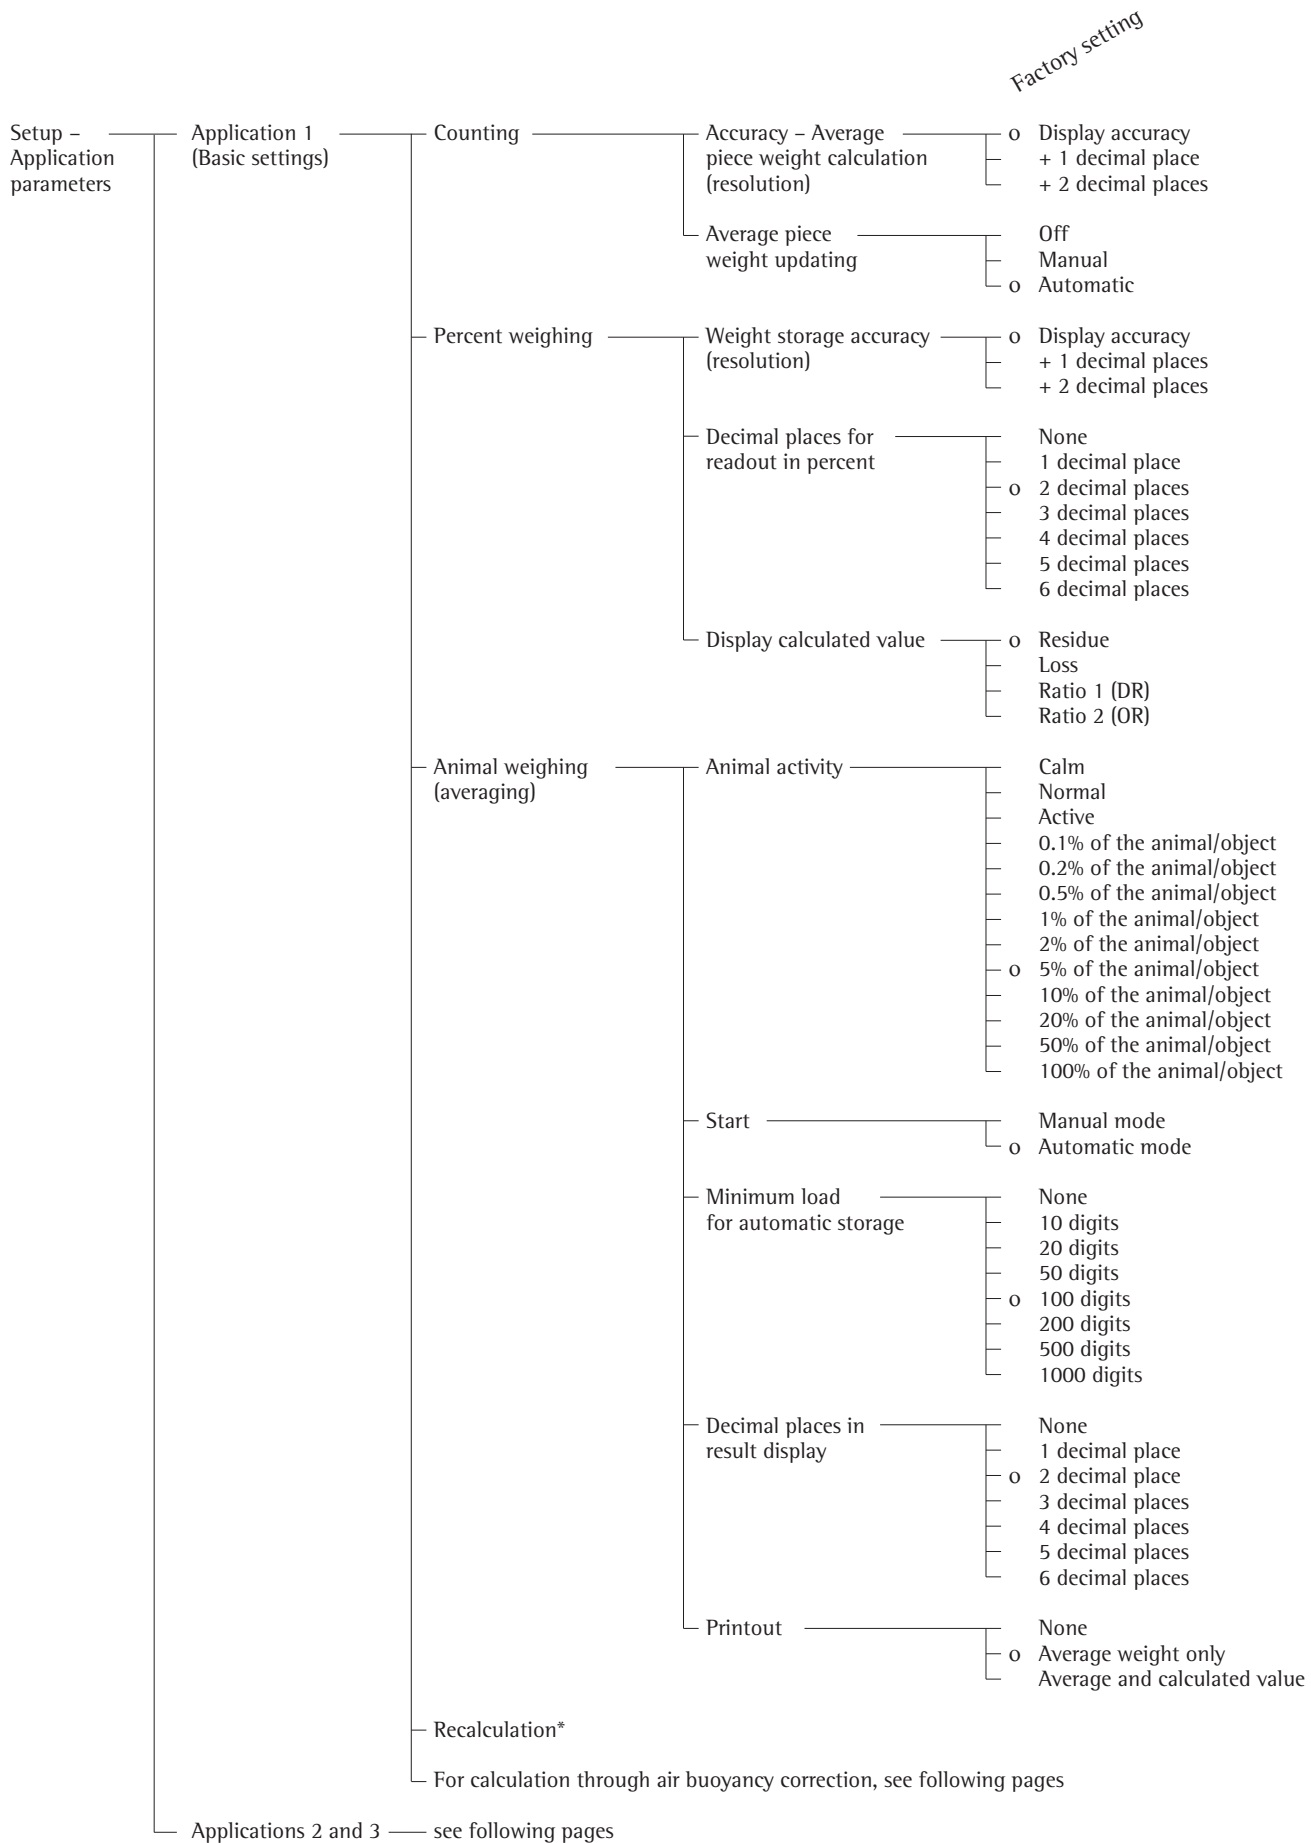 Factory setting
Setup –
Application
parameters
Application 1
(Basic settings)
Counting
Accuracy – Average
piece weight calculation
(resolution)
o Display accuracy
+ 1 decimal place
+ 2 decimal places
Average piece
weight updating
Off
Manual
o Automatic
Percent weighing
Weight storage accuracy
(resolution)
o Display accuracy
+ 1 decimal places
+ 2 decimal places
Decimal places for
readout in percent
None
1 decimal place
o 2 decimal places
3 decimal places
4 decimal places
5 decimal places
6 decimal places
Display calculated value
o Residue
Loss
Ratio 1 (DR)
Ratio 2 (OR)
Animal weighing
(averaging)
Animal activity
Calm
Normal
Active
0.1% of the animal/object
0.2% of the animal/object
0.5% of the animal/object
1% of the animal/object
2% of the animal/object
o 5% of the animal/object
10% of the animal/object
20% of the animal/object
50% of the animal/object
100% of the animal/object
Start
Manual mode
o Automatic mode
Minimum load
for automatic storage
None
10 digits
20 digits
50 digits
o 100 digits
200 digits
500 digits
1000 digits
Decimal places in
result display
None
1 decimal place
o 2 decimal place
3 decimal places
4 decimal places
5 decimal places
6 decimal places
Printout
None
o Average weight only
Average and calculated value
Recalculation*
For calculation through air buoyancy correction, see following pages
Applications 2 and 3
see following pages